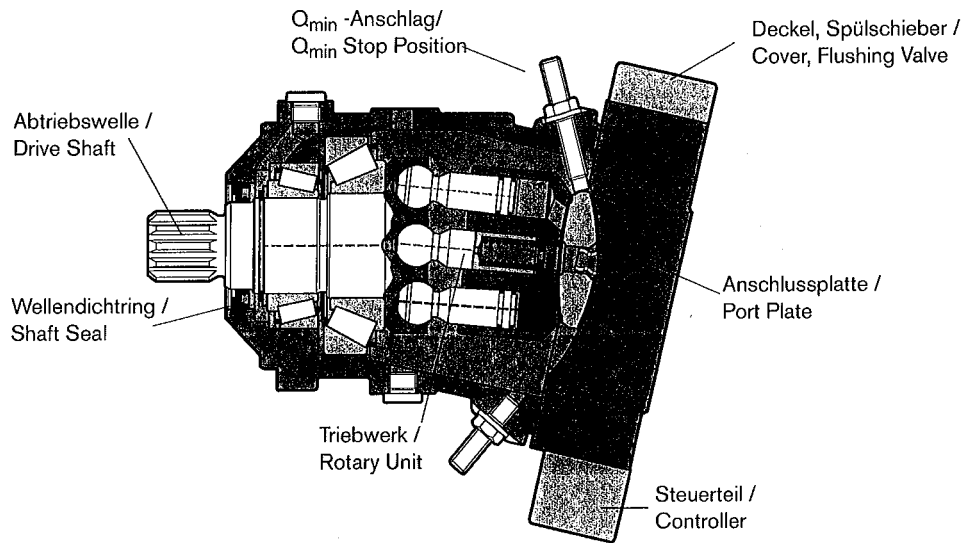 Qmin -Anschlag/
Qmin Stop Position
Deckel, Spülschieber /
Cover, Flushing Valve
Abtriebswelle /
Drive Shaft
Wellendichtring /
Shaft Seal
Anschlussplatte /
Port Plate
Triebwerk /
Rotary Unit
Steuerteil /
Controller